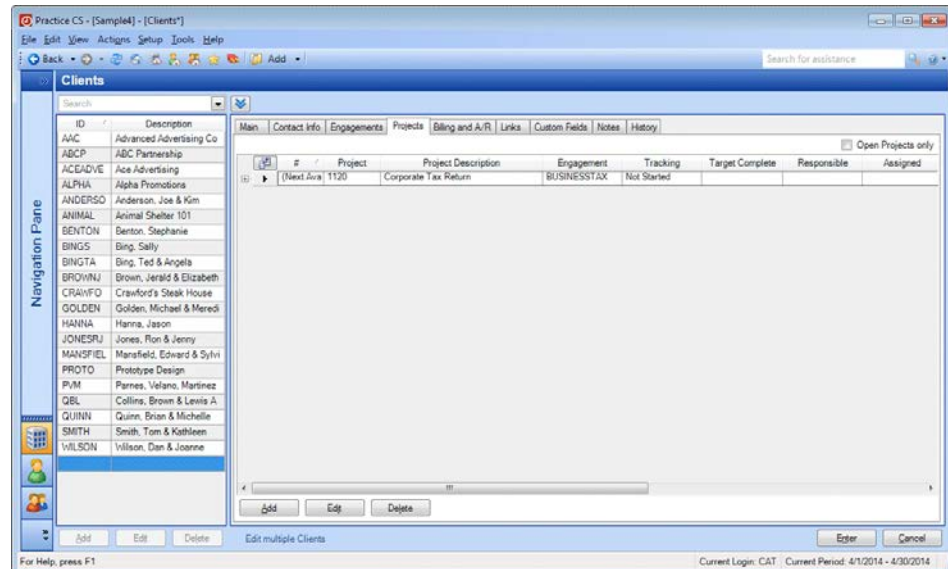 Practice CS - [Sample4] - [Clients*]
File Edit View Actions Setup Tools Help
Back Add Search for assistance
Clients
Search
Navigation Pane
ID Description
AAC Advanced Advertising Co
ABCP ABC Partnership
ACEADVE Ace Advertising
ALPHA Alpha Promotions
ANDERSO Anderson, Joe & Kim
ANIMAL Animal Shelter 101
BENTON Benton, Stephanie
BINGS Bing, Sally
BINGTA Bing, Ted & Angela
BROWNJ Brown, Jerald & Elizabeth
CRAWFO Crawford's Steak House
GOLDEN Golden, Michael & Meredi
HANNA Hanna, Jason
JONESRJ Jones, Ron & Jenny
MANSFIEL Mansfield, Edward & Sylvi
PROTO Prototype Design
PVM Parnes, Velano, Martinez
QBL Collins, Brown & Lewis A
QUINN Quinn, Brian & Michelle
SMITH Smith, Tom & Kathleen
WILSON Wilson, Dan & Joanne
Main Contact Info Engagements Projects Billing and A/R Links Custom Fields Notes History
Open Projects only
# Project Project Description Engagement Tracking Target Complete Responsible Assigned
(Next Ava 1120 Corporate Tax Return BUSINESSTAX Not Started
Add Edit Delete
Add Edit Delete Edit multiple Clients Enter Cancel
For Help, press F1 Current Login: CAT Current Period: 4/1/2014 - 4/30/2014